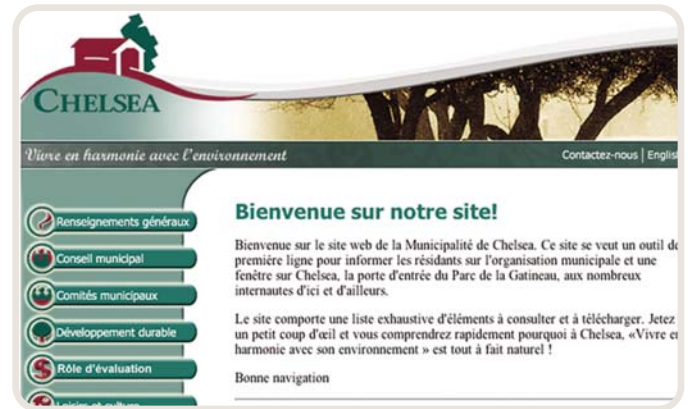 CHELSEA
Vivre en harmonie avec l'environnement
Contactez-nous | English
Renseignements généraux
Conseil municipal
Comités municipaux
Développement durable
Rôle d'évaluation
Loisirs et culture
Bienvenue sur notre site!
Bienvenue sur le site web de la Municipalité de Chelsea. Ce site se veut un outil de
première ligne pour informer les résidants sur l'organisation municipale et une
fenêtre sur Chelsea, la porte d'entrée du Parc de la Gatineau, aux nombreux
internautes d'ici et d'ailleurs.
Le site comporte une liste exhaustive d'éléments à consulter et à télécharger. Jetez
un petit coup d'œil et vous comprendrez rapidement pourquoi à Chelsea, «Vivre en
harmonie avec son environnement » est tout à fait naturel !
Bonne navigation